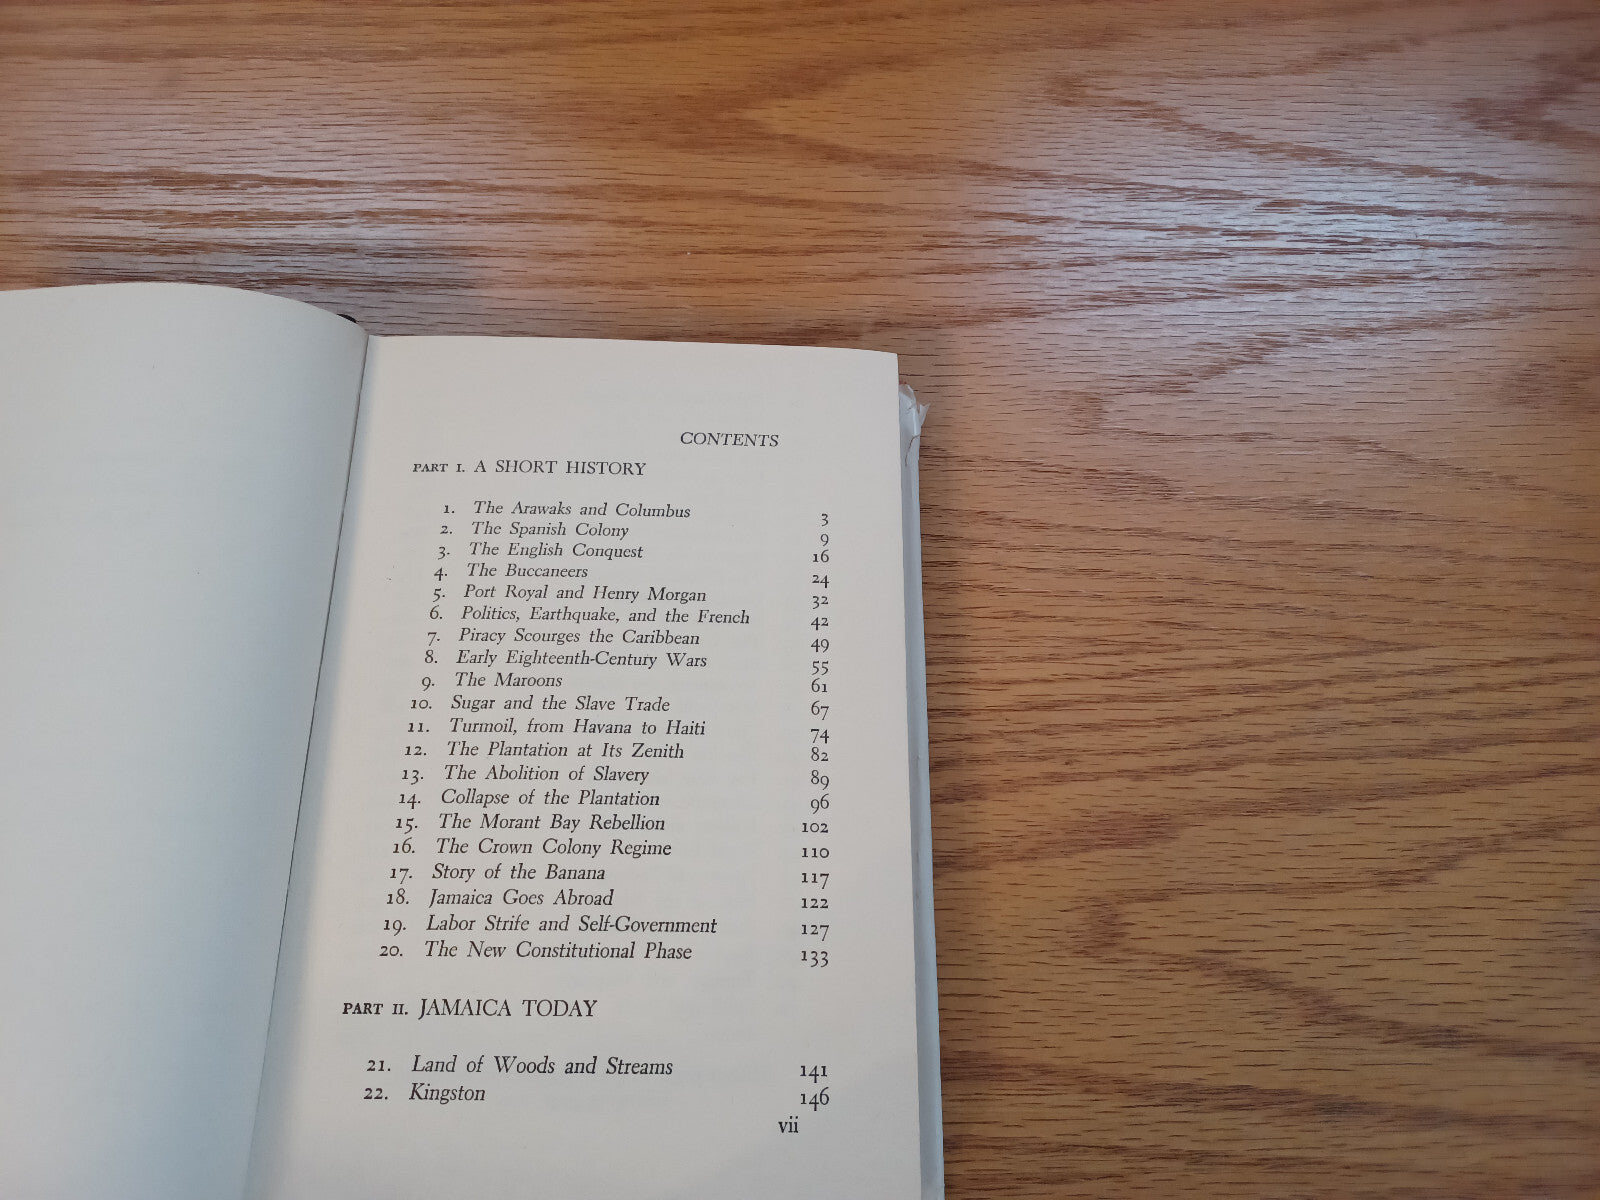 CONTENTS
PART I. A SHORT HISTORY
1. The Arawaks and Columbus 3
2. The Spanish Colony 9
3. The English Conquest 16
4. The Buccaneers 24
5. Port Royal and Henry Morgan 32
6. Politics, Earthquake, and the French 42
7. Piracy Scourges the Caribbean 49
8. Early Eighteenth-Century Wars 55
9. The Maroons 61
10. Sugar and the Slave Trade 67
11. Turmoil, from Havana to Haiti 74
12. The Plantation at Its Zenith 82
13. The Abolition of Slavery 89
14. Collapse of the Plantation 96
15. The Morant Bay Rebellion 102
16. The Crown Colony Regime 110
17. Story of the Banana 117
18. Jamaica Goes Abroad 122
19. Labor Strife and Self-Government 127
20. The New Constitutional Phase 133
PART II. JAMAICA TODAY
21. Land of Woods and Streams 141
22. Kingston 146
vii